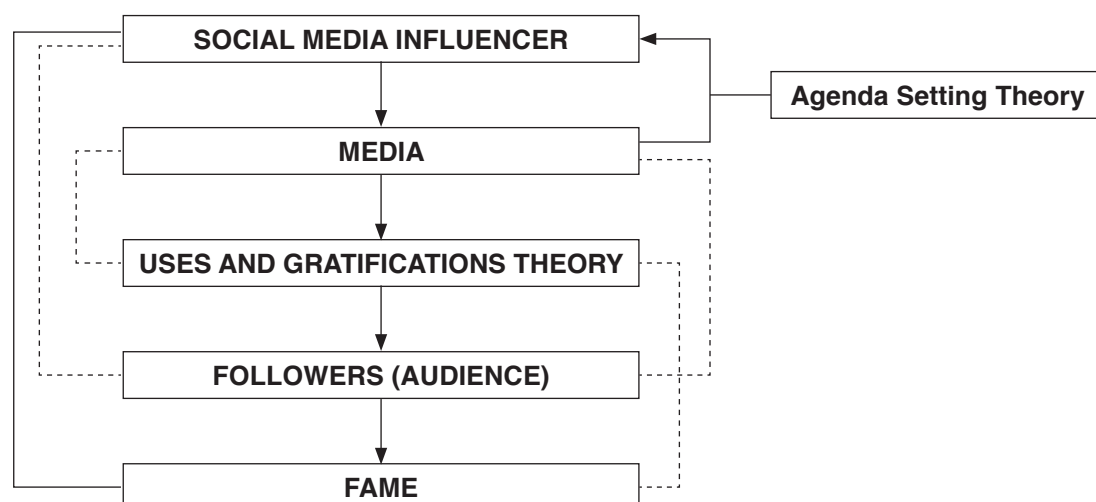 SOCIAL MEDIA INFLUENCER
Agenda Setting Theory
MEDIA
USES AND GRATIFICATIONS THEORY
FOLLOWERS (AUDIENCE)
FAME